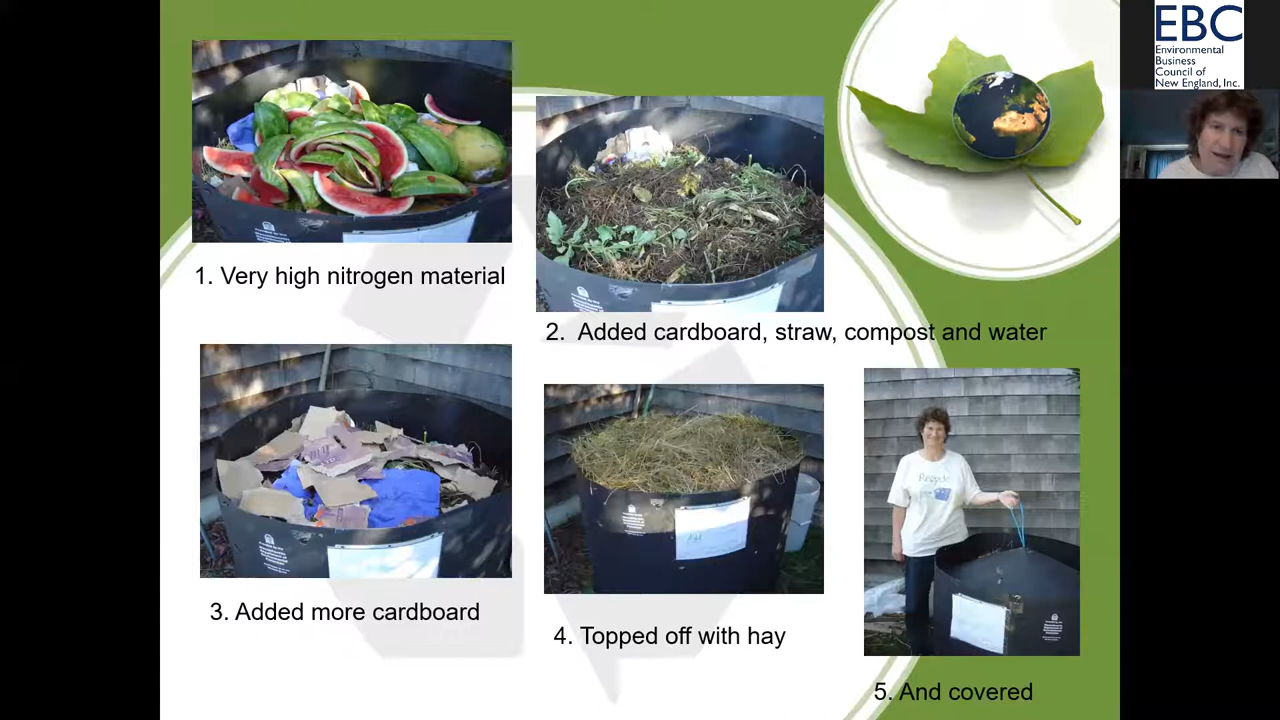 EBC
Environmental
Business
Council of
New England, Inc.
1. Very high nitrogen material
2. Added cardboard, straw, compost and water
3. Added more cardboard
4. Topped off with hay
Recycle
5. And covered